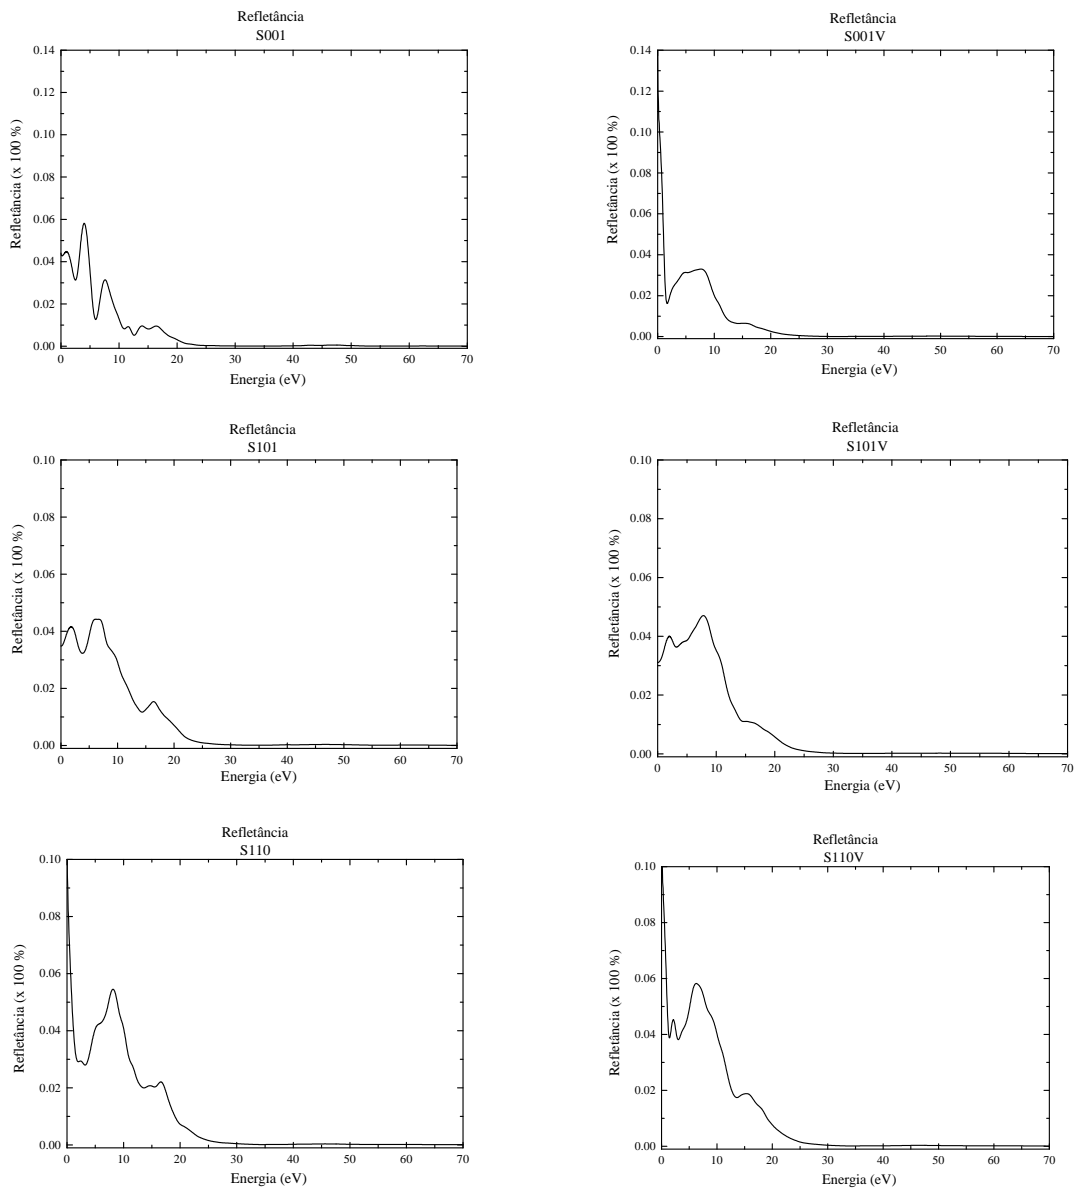 Refletância
S001
0.14
0.12
0.10
0.08
0.06
0.04
0.02
0.00
Refletância (x 100 %)
0 10 20 30 40 50 60 70
Energia (eV)
Refletância
S001V
0.14
0.12
0.10
0.08
0.06
0.04
0.02
0.00
Refletância (x 100 %)
0 10 20 30 40 50 60 70
Energia (eV)
Refletância
S101
0.10
0.08
0.06
0.04
0.02
0.00
Refletância (x 100 %)
0 10 20 30 40 50 60 70
Energia (eV)
Refletância
S101V
0.10
0.08
0.06
0.04
0.02
0.00
Refletância (x 100 %)
0 10 20 30 40 50 60 70
Energia (eV)
Refletância
S110
0.10
0.08
0.06
0.04
0.02
0.00
Refletância (x 100 %)
0 10 20 30 40 50 60 70
Energia (eV)
Refletância
S110V
0.10
0.08
0.06
0.04
0.02
0.00
Refletância (x 100 %)
0 10 20 30 40 50 60 70
Energia (eV)